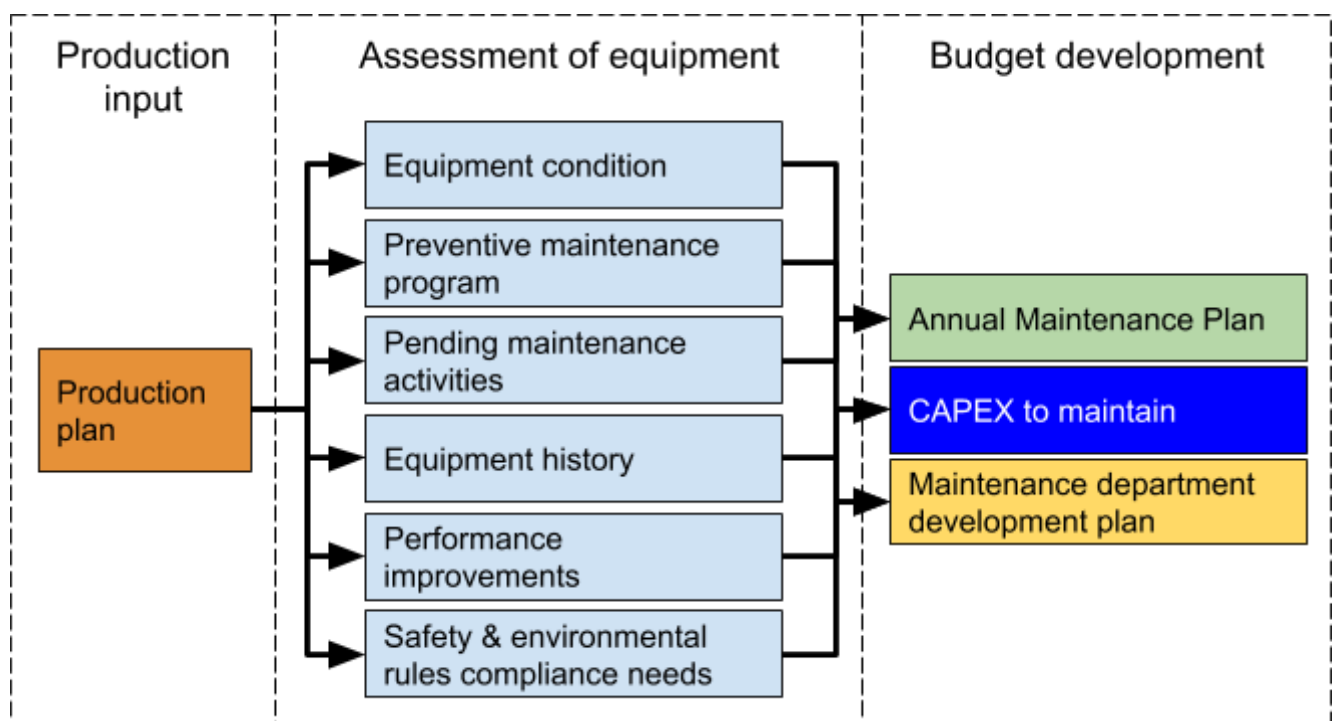 Production
input
Assessment of equipment
Budget development
Production
plan
Equipment condition
Preventive maintenance
program
Pending maintenance
activities
Equipment history
Performance
improvements
Safety & environmental
rules compliance needs
Annual Maintenance Plan
CAPEX to maintain
Maintenance department
development plan